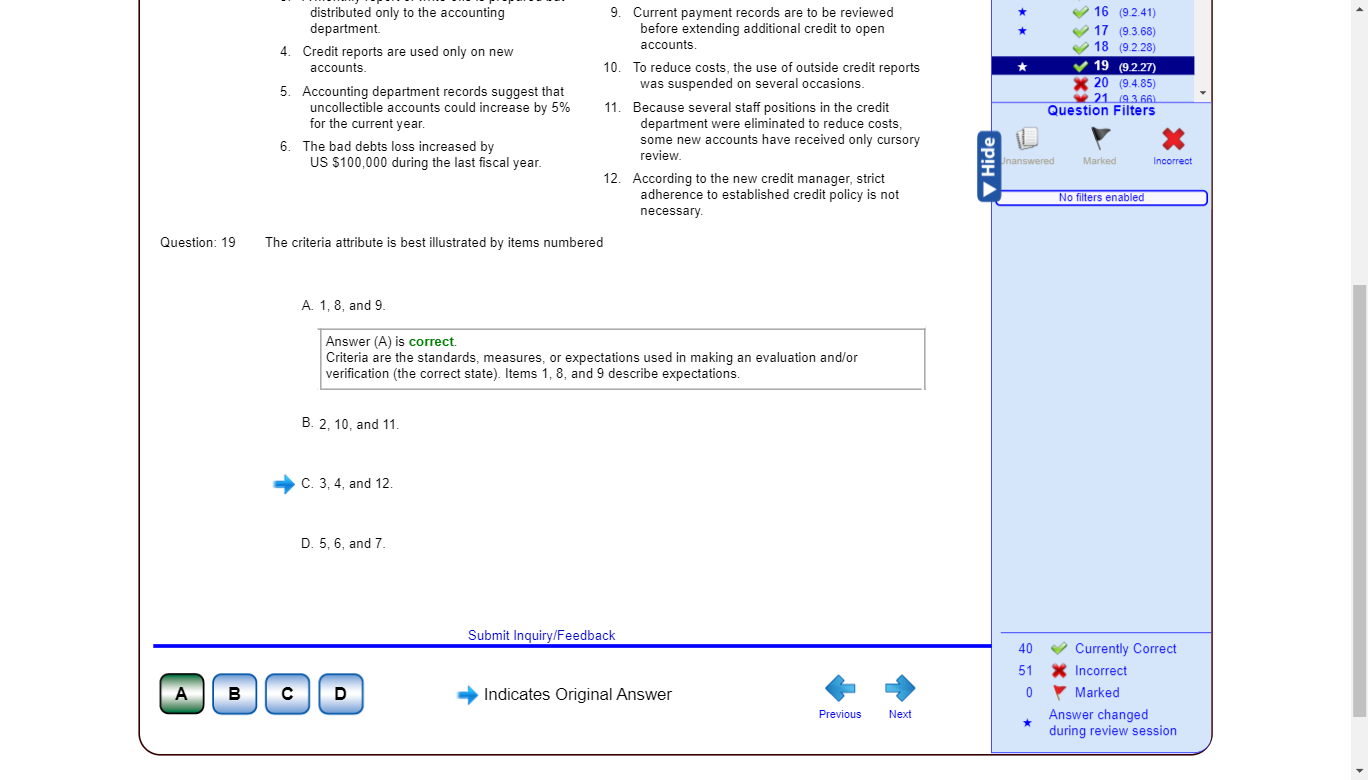 distributed only to the accounting
department.
4. Credit reports are used only on new
accounts.
5. Accounting department records suggest that
uncollectible accounts could increase by 5%
for the current year.
6. The bad debts loss increased by
US $100,000 during the last fiscal year.
9. Current payment records are to be reviewed
before extending additional credit to open
accounts.
10. To reduce costs, the use of outside credit reports
was suspended on several occasions.
11. Because several staff positions in the credit
department were eliminated to reduce costs,
some new accounts have received only cursory
review.
12. According to the new credit manager, strict
adherence to established credit policy is not
necessary.
Question: 19 The criteria attribute is best illustrated by items numbered
A. 1, 8, and 9.
Answer (A) is correct.
Criteria are the standards, measures, or expectations used in making an evaluation and/or
verification (the correct state). Items 1, 8, and 9 describe expectations.
B. 2, 10, and 11.
C. 3, 4, and 12.
D. 5, 6, and 7.
Submit Inquiry/Feedback
A B C D
Indicates Original Answer
Previous Next
16 (9.2.41)
17 (9.3.68)
18 (9.2.28)
19 (9.2.27)
20 (9.4.85)
21 (9.3.66)
Question Filters
Hide
Unanswered Marked Incorrect
No filters enabled
40 Currently Correct
51 Incorrect
0 Marked
Answer changed
during review session